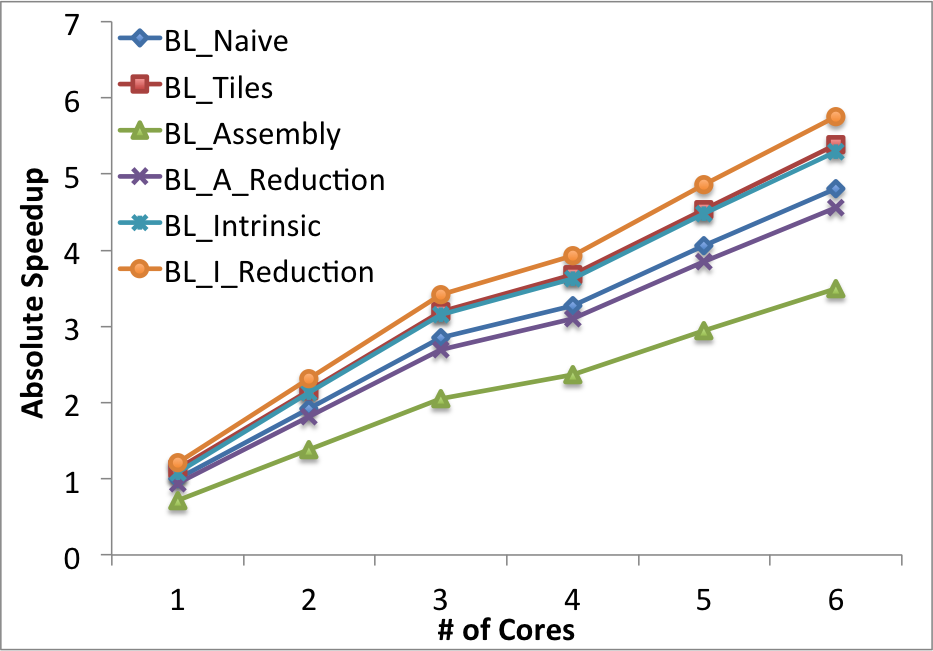 7
6
5
4
3
2
1
0
Absolute Speedup
BL_Naive
BL_Tiles
BL_Assembly
BL_A_Reduction
BL_Intrinsic
BL_I_Reduction
1 2 3 4 5 6
# of Cores